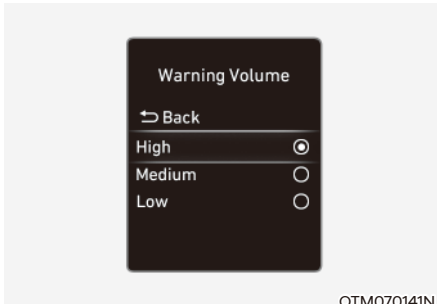 Warning Volume
Back
High
Medium
Low
OTM070141N